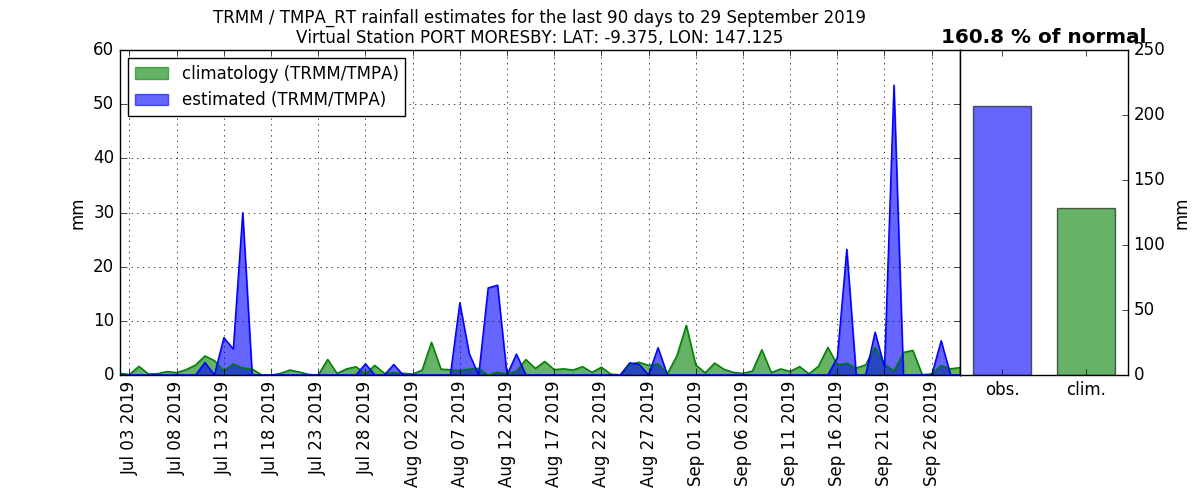 TRMM / TMPA_RT rainfall estimates for the last 90 days to 29 September 2019
Virtual Station PORT MORESBY: LAT: -9.375, LON: 147.125
160.8 % of normal
climatology (TRMM/TMPA)
estimated (TRMM/TMPA)
60
50
40
30
20
10
0
mm
Jul 03 2019
Jul 08 2019
Jul 13 2019
Jul 18 2019
Jul 23 2019
Jul 28 2019
Aug 02 2019
Aug 07 2019
Aug 12 2019
Aug 17 2019
Aug 22 2019
Aug 27 2019
Sep 01 2019
Sep 06 2019
Sep 11 2019
Sep 16 2019
Sep 21 2019
Sep 26 2019
obs.
clim.
250
200
150
100
50
0
mm